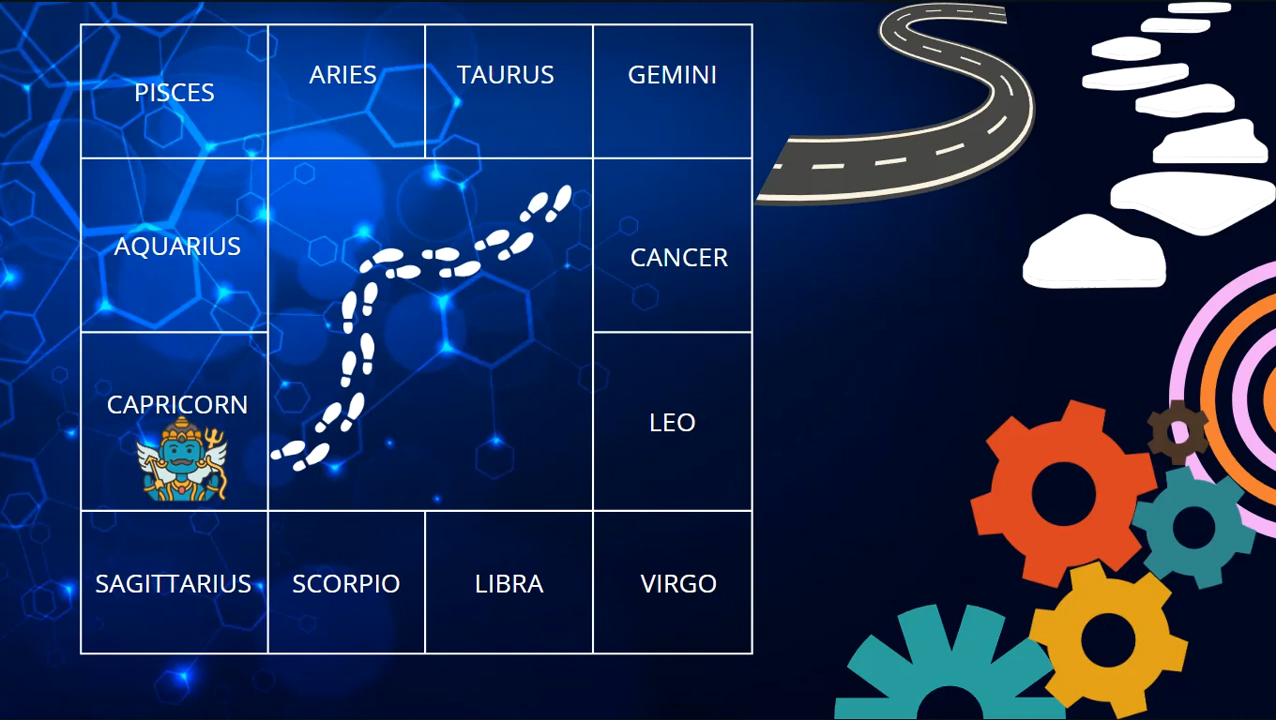 PISCES
ARIES
TAURUS
GEMINI
AQUARIUS
CANCER
CAPRICORN
LEO
SAGITTARIUS
SCORPIO
LIBRA
VIRGO